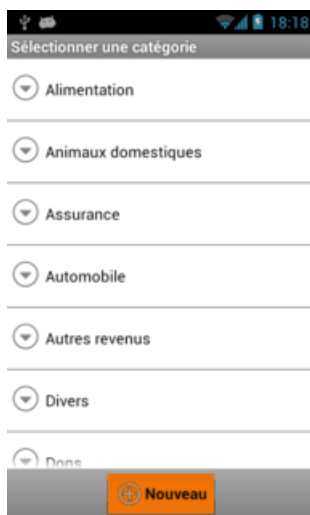 18:18
Sélectionner une catégorie
Alimentation
Animaux domestiques
Assurance
Automobile
Autres revenus
Divers
Dons
Nouveau